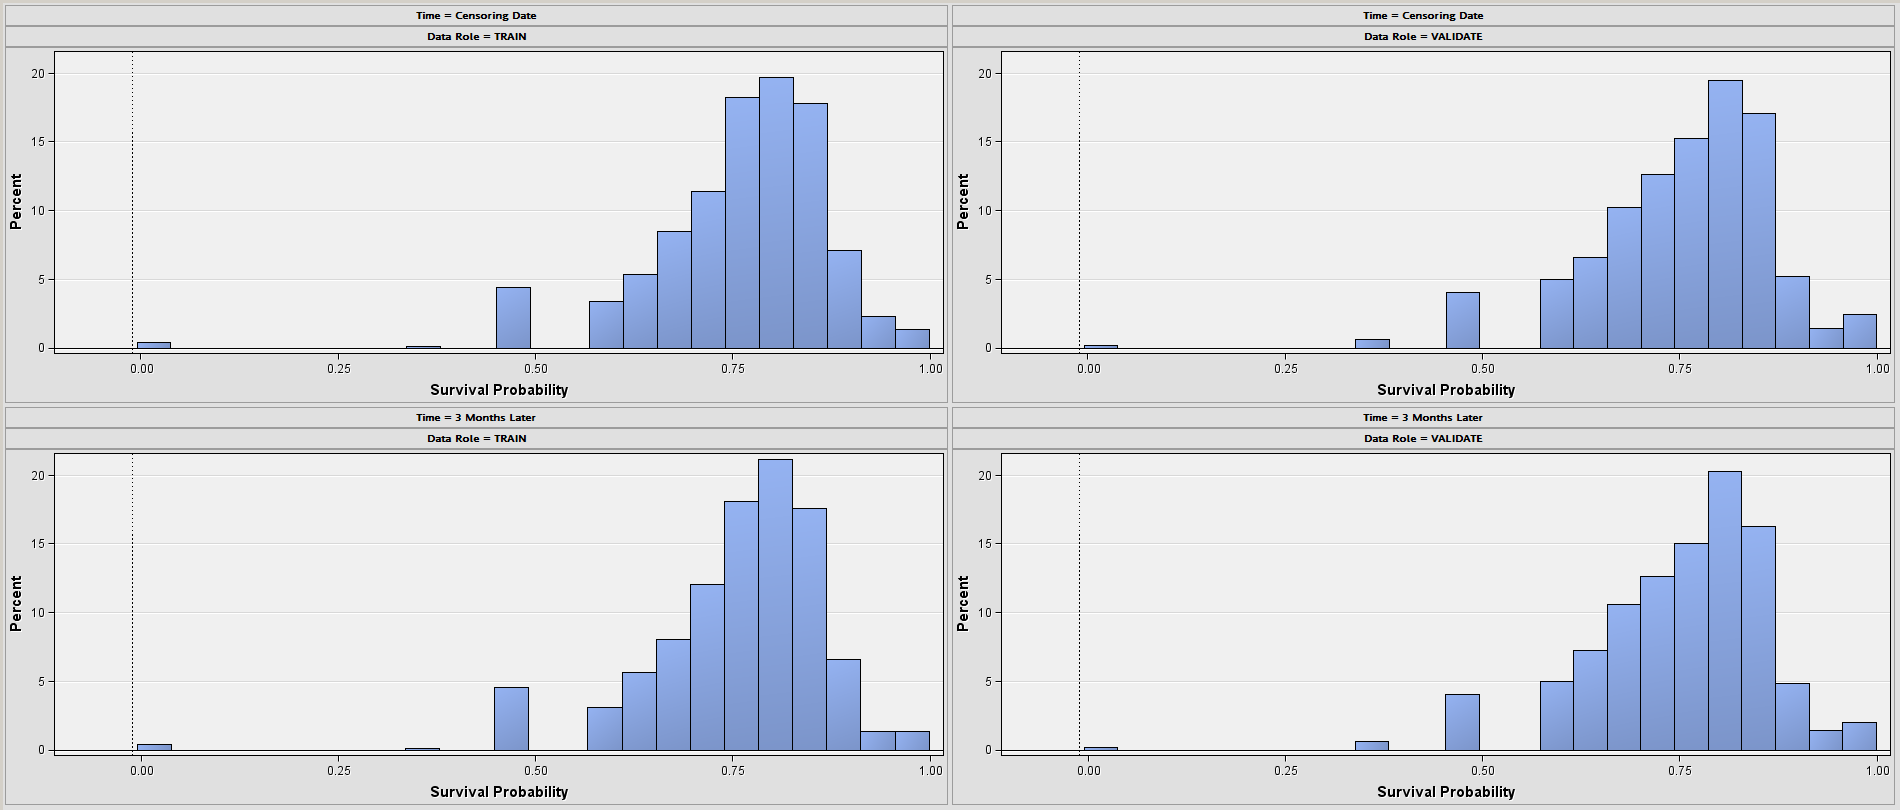 Time = Censoring Date
Data Role = TRAIN
Percent
20
15
10
5
0
0.00 0.25 0.50 0.75 1.00
Survival Probability
Time = Censoring Date
Data Role = VALIDATE
Percent
20
15
10
5
0
0.00 0.25 0.50 0.75 1.00
Survival Probability
Time = 3 Months Later
Data Role = TRAIN
Percent
20
15
10
5
0
0.00 0.25 0.50 0.75 1.00
Survival Probability
Time = 3 Months Later
Data Role = VALIDATE
Percent
20
15
10
5
0
0.00 0.25 0.50 0.75 1.00
Survival Probability